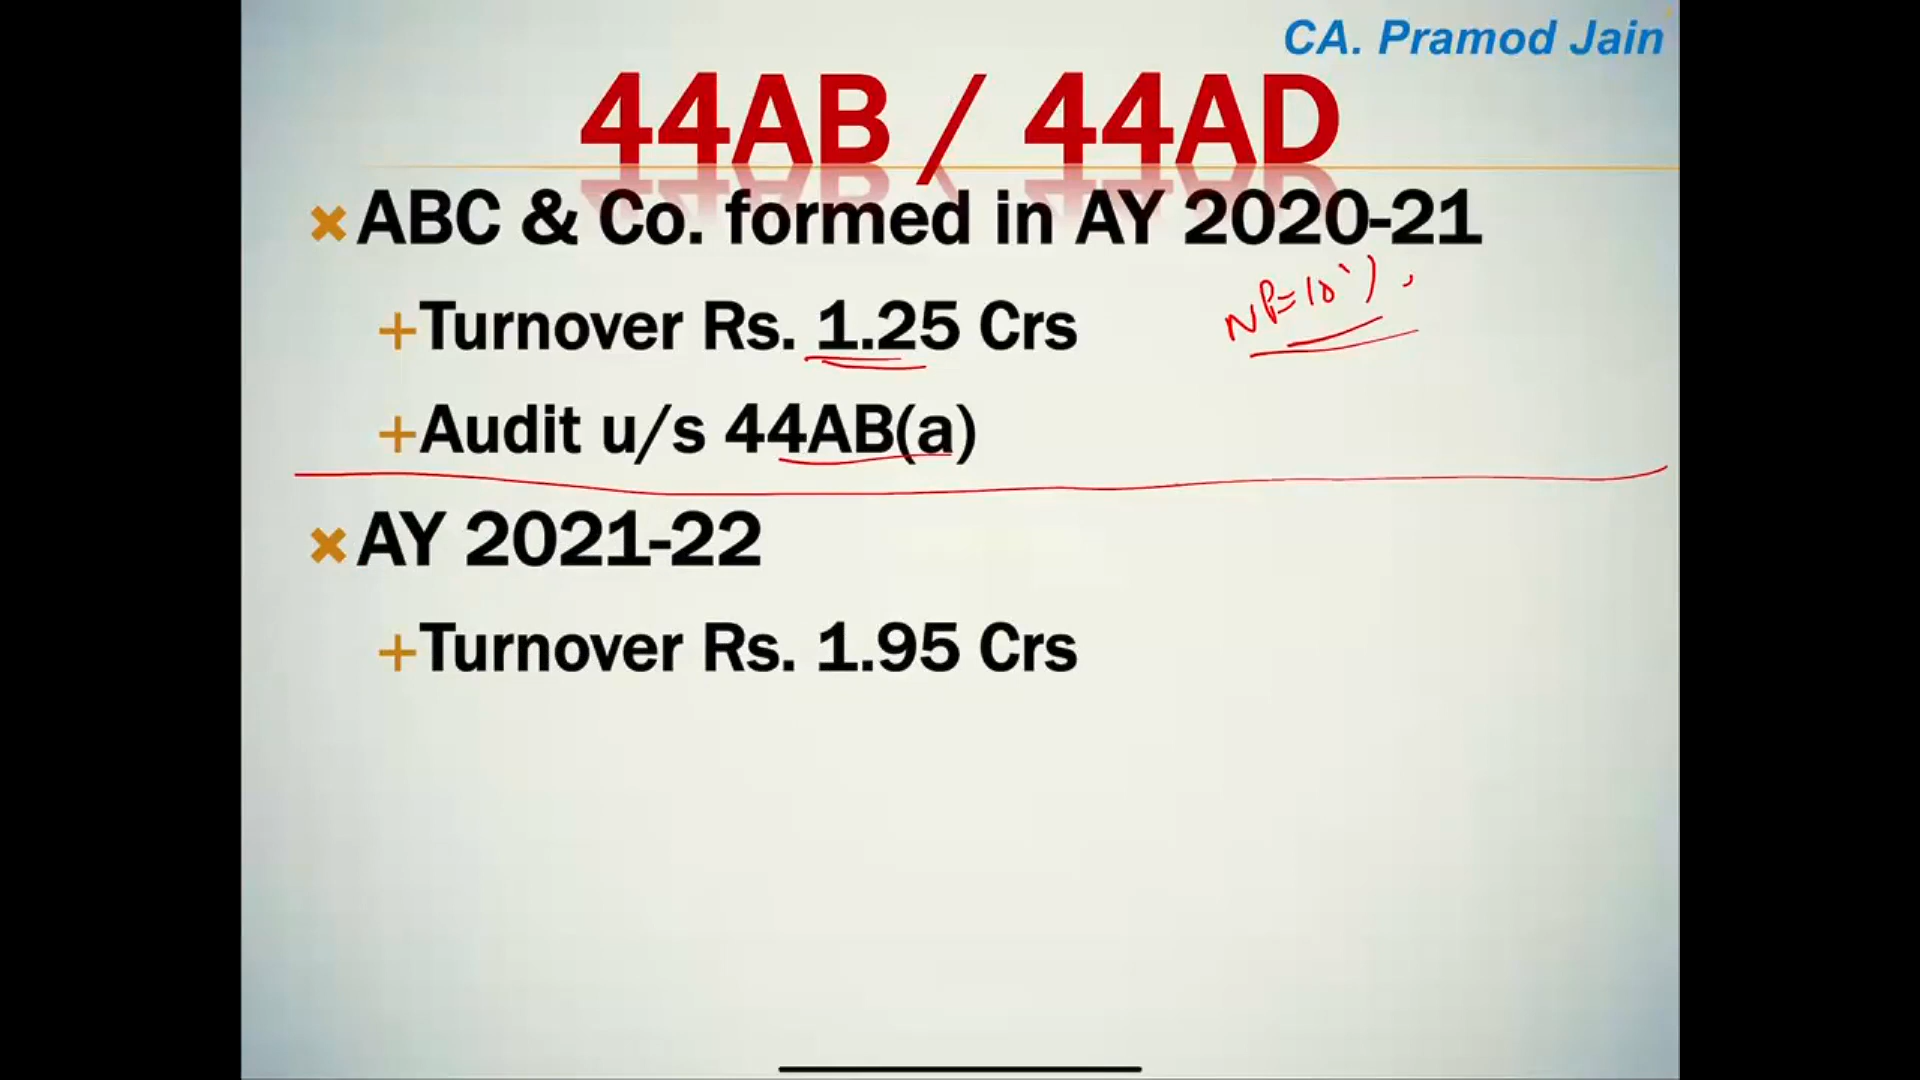 CA. Pramod Jain
44AB / 44AD
ABC & Co. formed in AY 2020-21
NP=10%
+Turnover Rs. 1.25 Crs
+Audit u/s 44AB(a)
AY 2021-22
+Turnover Rs. 1.95 Crs